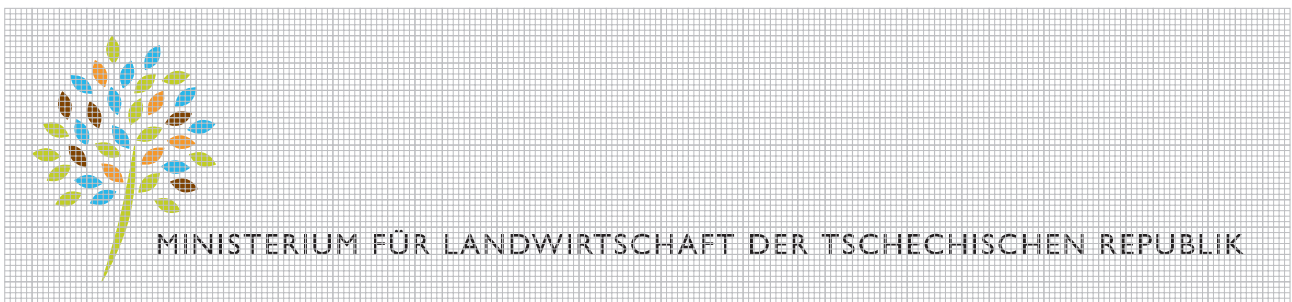 MINISTERIUM FÜR LANDWIRTSCHAFT DER TSCHECHISCHEN REPUBLIK